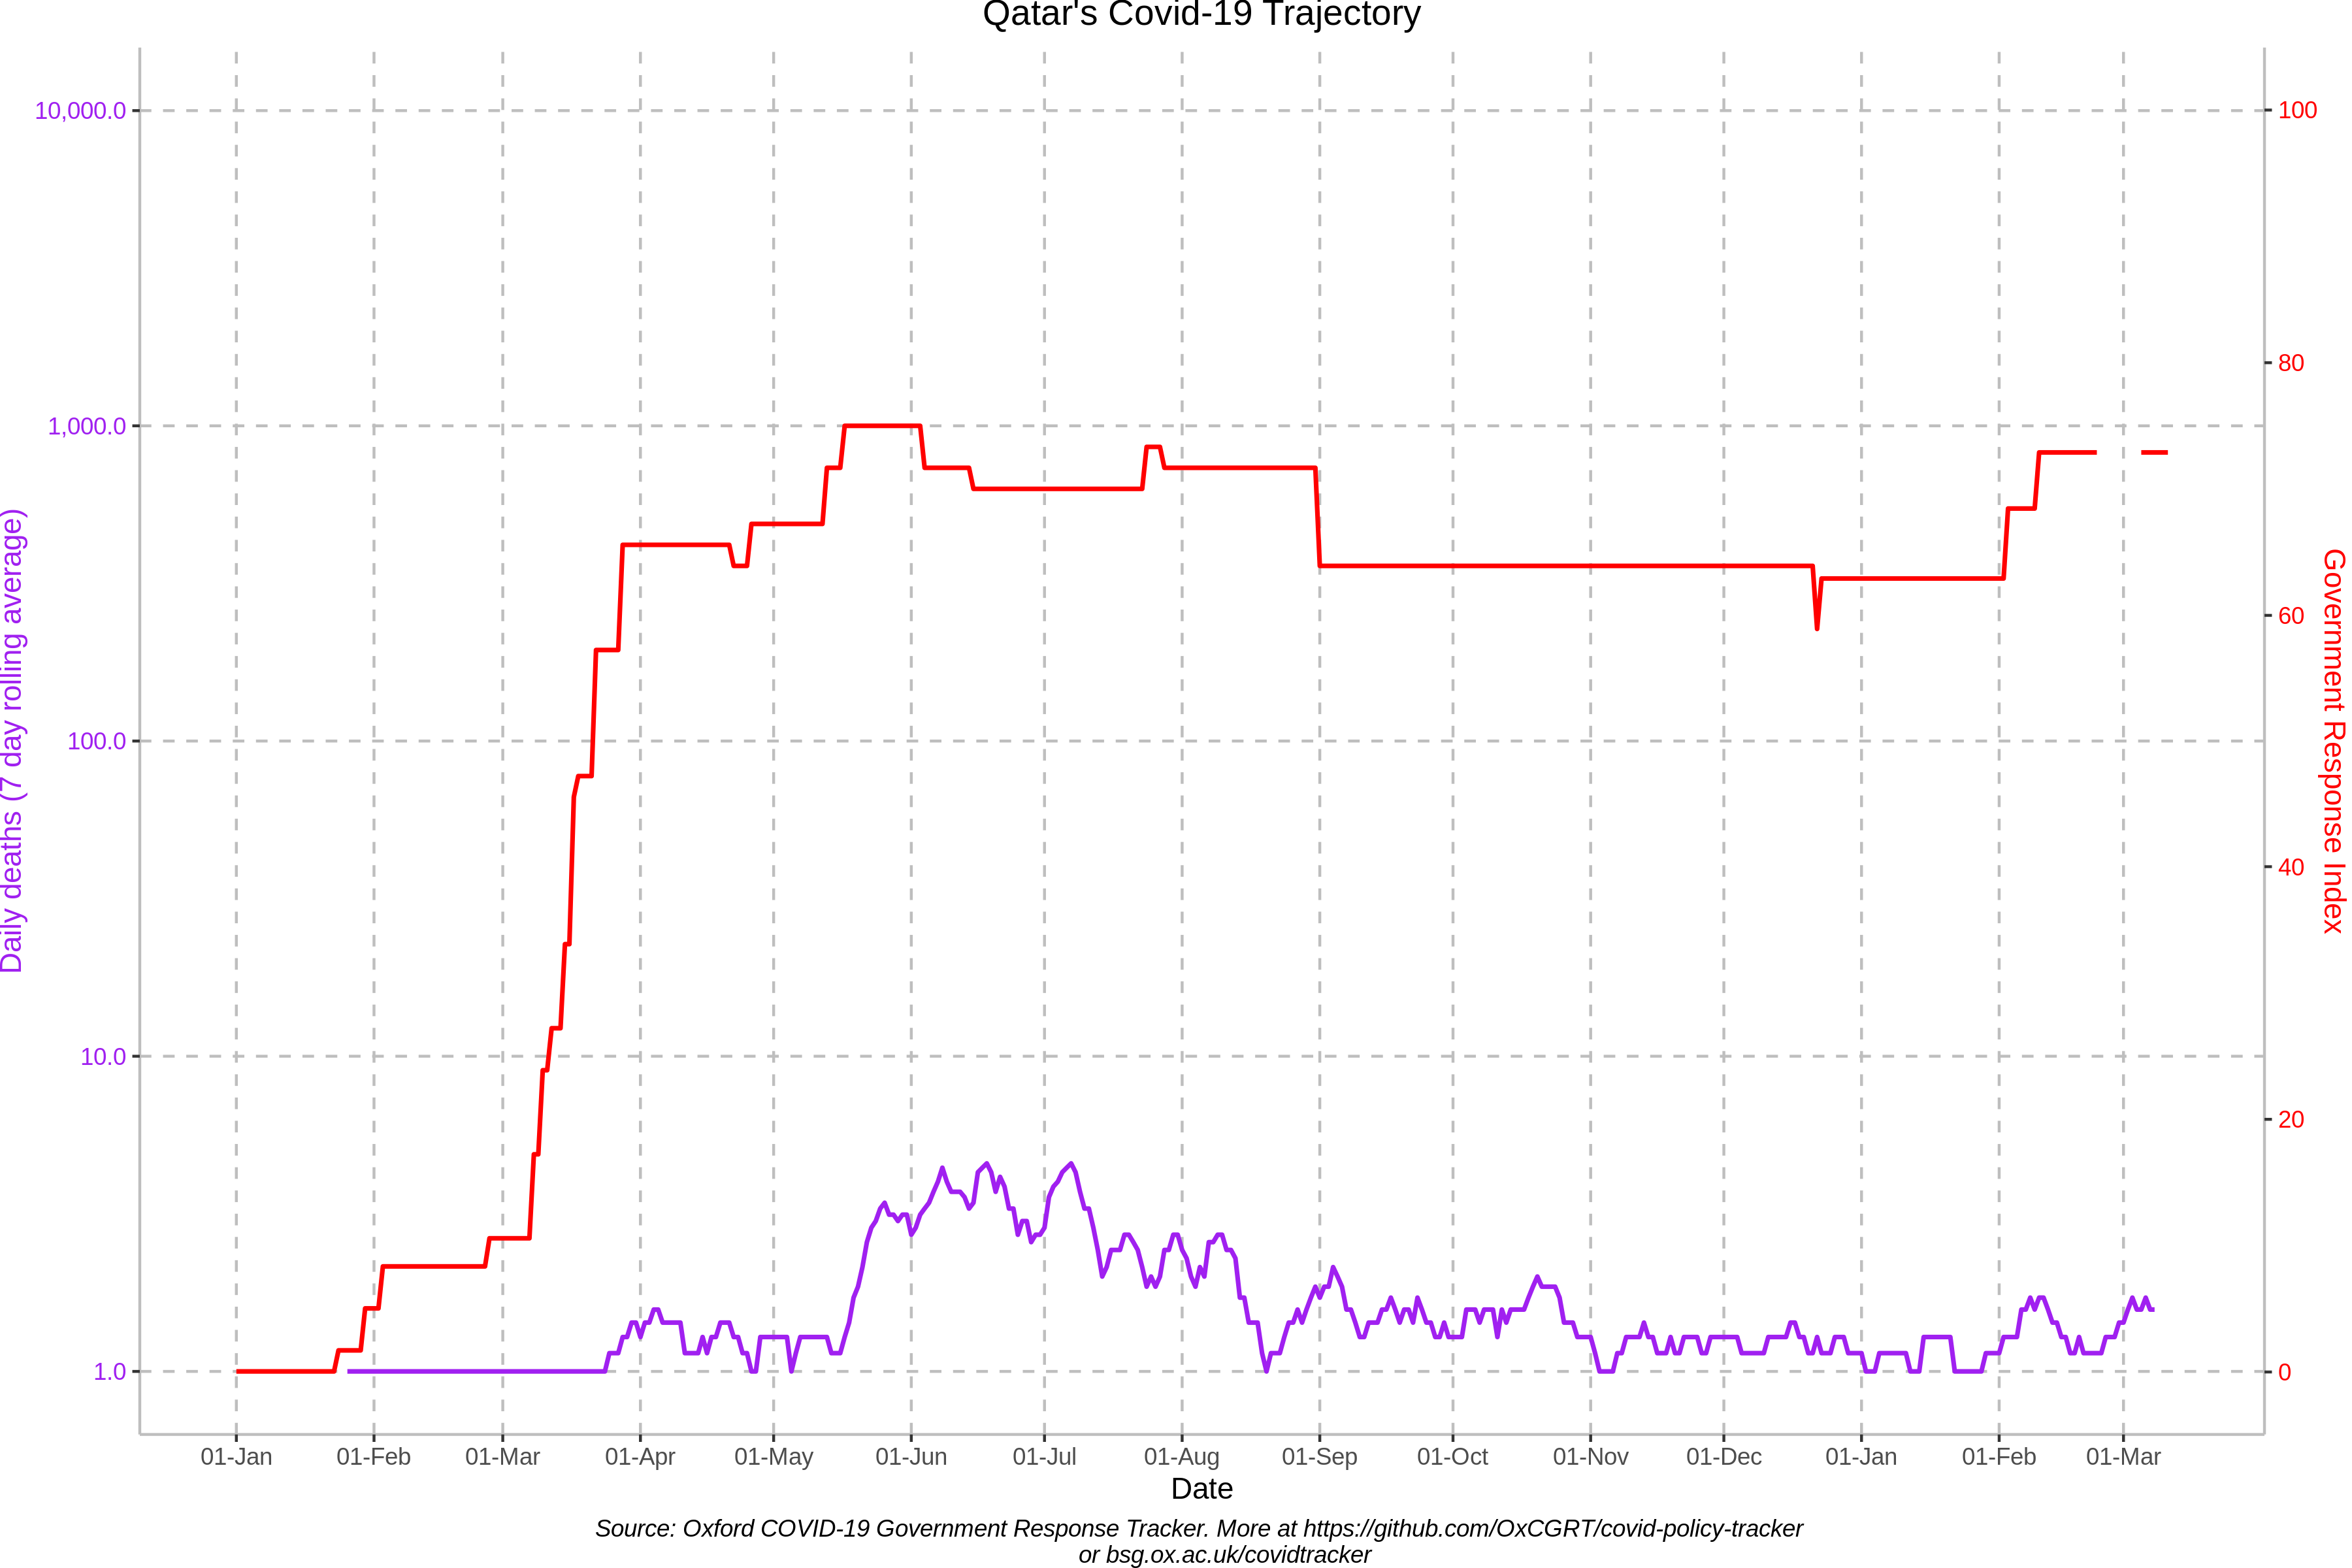 Qatar's Covid-19 Trajectory
10,000.0
1,000.0
100.0
10.0
1.0
Daily deaths (7 day rolling average)
100
80
60
40
20
0
Government Response Index
01-Jan 01-Feb 01-Mar 01-Apr 01-May 01-Jun 01-Jul 01-Aug 01-Sep 01-Oct 01-Nov 01-Dec 01-Jan 01-Feb 01-Mar
Date
Source: Oxford COVID-19 Government Response Tracker. More at https://github.com/OxCGRT/covid-policy-tracker
or bsg.ox.ac.uk/covidtracker